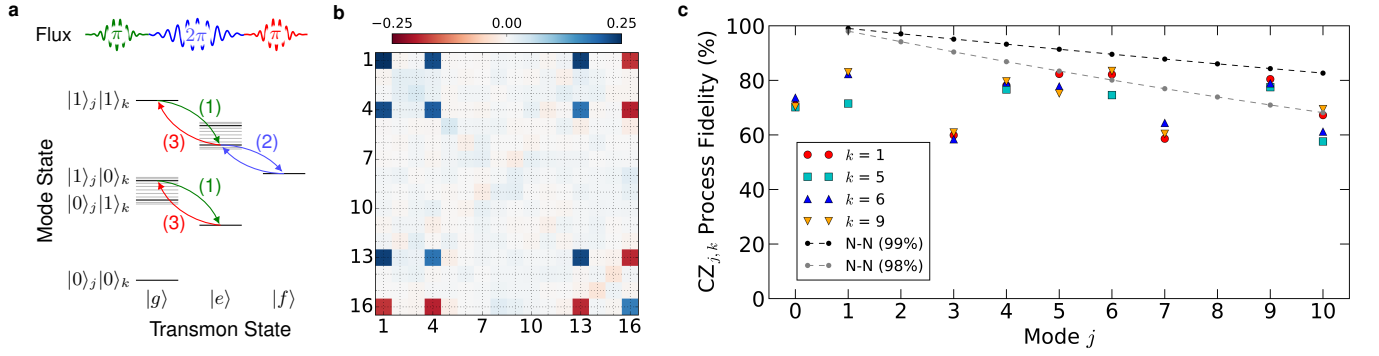 a
Flux
π
2π
π
|1⟩j|1⟩k
(1)
(3)
(2)
|1⟩j|0⟩k
(1)
|0⟩j|1⟩k
(3)
|0⟩j|0⟩k
|g⟩ |e⟩ |f⟩
Mode State
Transmon State
b
−0.25 0.00 0.25
1
4
7
10
13
16
1 4 7 10 13 16
c
CZj,k Process Fidelity (%)
100
80
60
40
20
0
k = 1
k = 5
k = 6
k = 9
N-N (99%)
N-N (98%)
0 1 2 3 4 5 6 7 8 9 10
Mode j